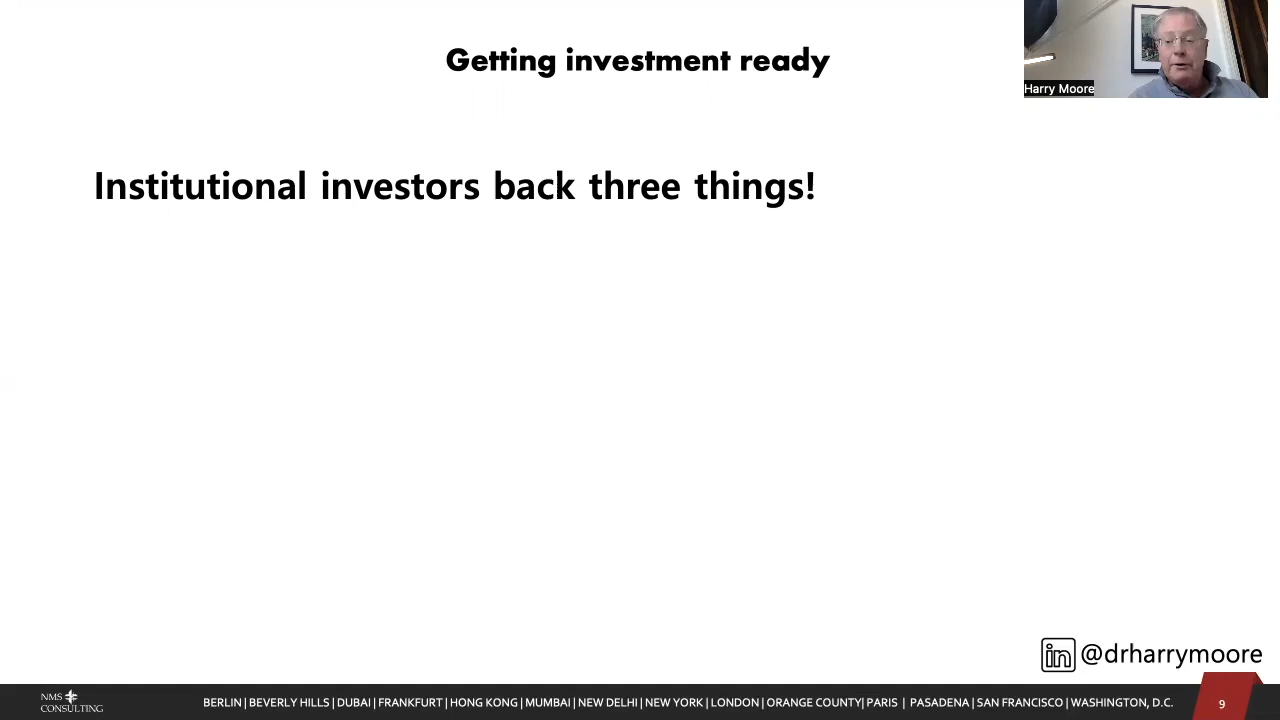 Getting investment ready
Harry Moore
Institutional investors back three things!
in @drharrymoore
NMS
CONSULTING
BERLIN | BEVERLY HILLS | DUBAI | FRANKFURT | HONG KONG | MUMBAI | NEW DELHI | NEW YORK | LONDON | ORANGE COUNTY| PARIS | PASADENA | SAN FRANCISCO | WASHINGTON, D.C.
9